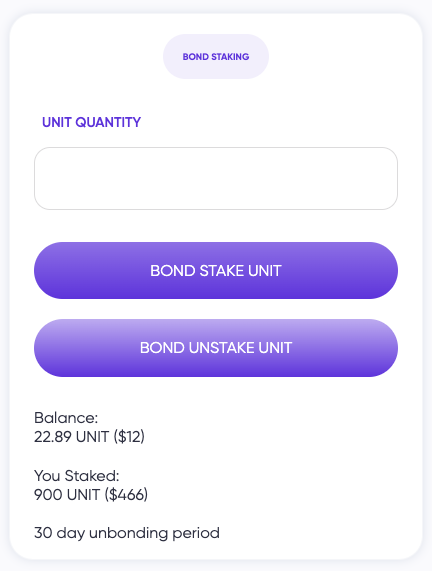 BOND STAKING
UNIT QUANTITY
BOND STAKE UNIT
BOND UNSTAKE UNIT
Balance:
22.89 UNIT ($12)
You Staked:
900 UNIT ($466)
30 day unbonding period